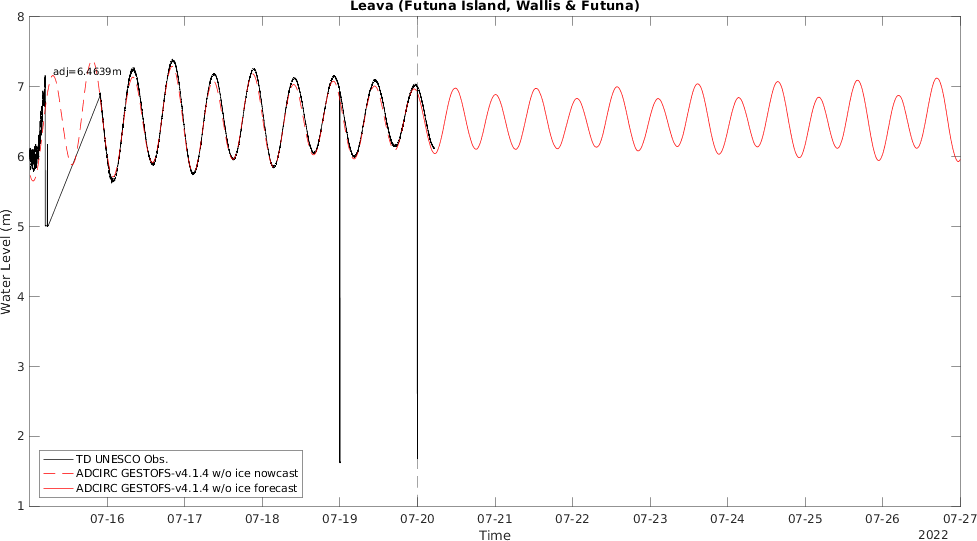 Leava (Futuna Island, Wallis & Futuna)
8
7
6
5
4
3
2
1
Water Level (m)
adj=6.4639m
TD UNESCO Obs.
ADCIRC GESTOFS-v4.1.4 w/o ice nowcast
ADCIRC GESTOFS-v4.1.4 w/o ice forecast
07-16 07-17 07-18 07-19 07-20 07-21 07-22 07-23 07-24 07-25 07-26 07-27
Time
2022